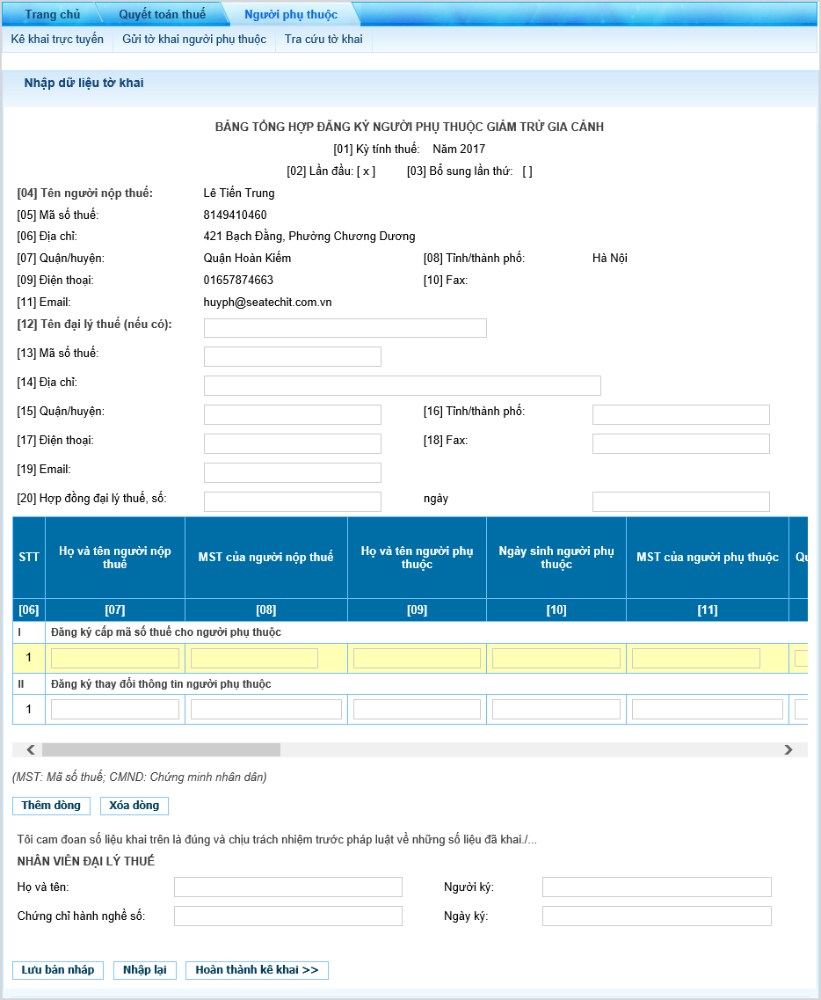 Trang chủ Quyết toán thuế Người phụ thuộc
Kê khai trực tuyến Gửi tờ khai người phụ thuộc Tra cứu tờ khai
Nhập dữ liệu tờ khai
BẢNG TỔNG HỢP ĐĂNG KÝ NGƯỜI PHỤ THUỘC GIẢM TRỪ GIA CẢNH
[01] Kỳ tính thuế: Năm 2017
[02] Lần đầu: [ x ] [03] Bổ sung lần thứ: [ ]
[04] Tên người nộp thuế: Lê Tiến Trung
[05] Mã số thuế: 8149410460
[06] Địa chỉ: 421 Bạch Đằng, Phường Chương Dương
[07] Quận/huyện: Quận Hoàn Kiếm [08] Tỉnh/thành phố: Hà Nội
[09] Điện thoại: 01657874663 [10] Fax:
[11] Email: huyph@seatechit.com.vn
[12] Tên đại lý thuế (nếu có):
[13] Mã số thuế:
[14] Địa chỉ:
[15] Quận/huyện: [16] Tỉnh/thành phố:
[17] Điện thoại: [18] Fax:
[19] Email:
[20] Hợp đồng đại lý thuế, số: ngày
STT Họ và tên người nộp thuế MST của người nộp thuế Họ và tên người phụ thuộc Ngày sinh người phụ thuộc MST của người phụ thuộc
[06] [07] [08] [09] [10] [11]
I Đăng ký cấp mã số thuế cho người phụ thuộc
1
II Đăng ký thay đổi thông tin người phụ thuộc
1
(MST: Mã số thuế; CMND: Chứng minh nhân dân)
Thêm dòng Xóa dòng
Tôi cam đoan số liệu khai trên là đúng và chịu trách nhiệm trước pháp luật về những số liệu đã khai./...
NHÂN VIÊN ĐẠI LÝ THUẾ
Họ và tên: Người ký:
Chứng chỉ hành nghề số: Ngày ký:
Lưu bản nháp Nhập lại Hoàn thành kê khai >>